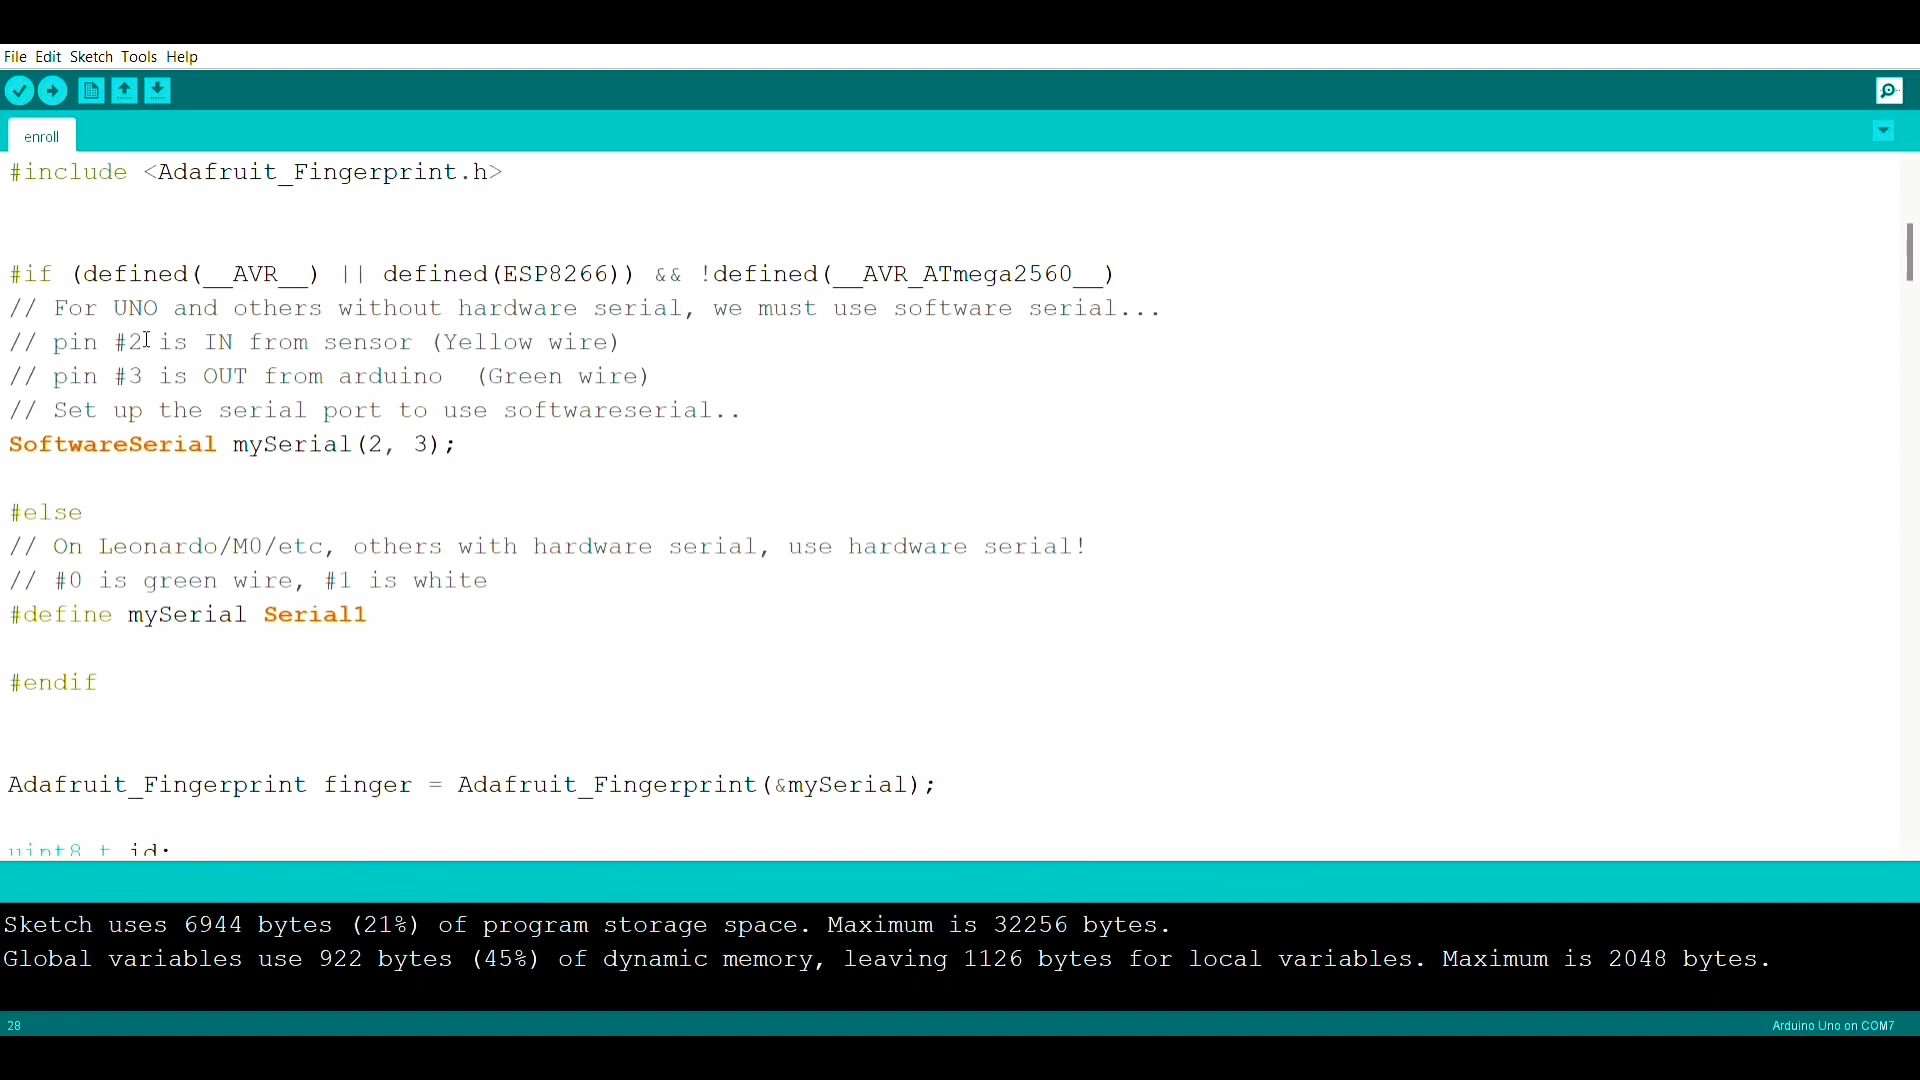 File Edit Sketch Tools Help
enroll
#include <Adafruit_Fingerprint.h>
#if (defined(__AVR__) || defined(ESP8266)) && !defined(__AVR_ATmega2560__)
// For UNO and others without hardware serial, we must use software serial...
// pin #2 is IN from sensor (Yellow wire)
// pin #3 is OUT from arduino  (Green wire)
// Set up the serial port to use softwareserial..
SoftwareSerial mySerial(2, 3);
#else
// On Leonardo/M0/etc, others with hardware serial, use hardware serial!
// #0 is green wire, #1 is white
#define mySerial Serial1
#endif
Adafruit_Fingerprint finger = Adafruit_Fingerprint(&mySerial);
uint8_t id;
Sketch uses 6944 bytes (21%) of program storage space. Maximum is 32256 bytes.
Global variables use 922 bytes (45%) of dynamic memory, leaving 1126 bytes for local variables. Maximum is 2048 bytes.
28
Arduino Uno on COM7